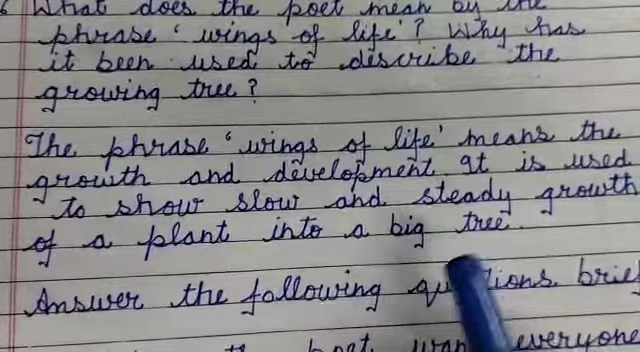 What does the poet mean by the
phrase 'wings of life'? Why has
it been used to describe the
growing tree?
The phrase 'wings of life' means the
growth and development. It is used
to show slow and steady growth
of a plant into a big tree.
Answer the following
poet everyone